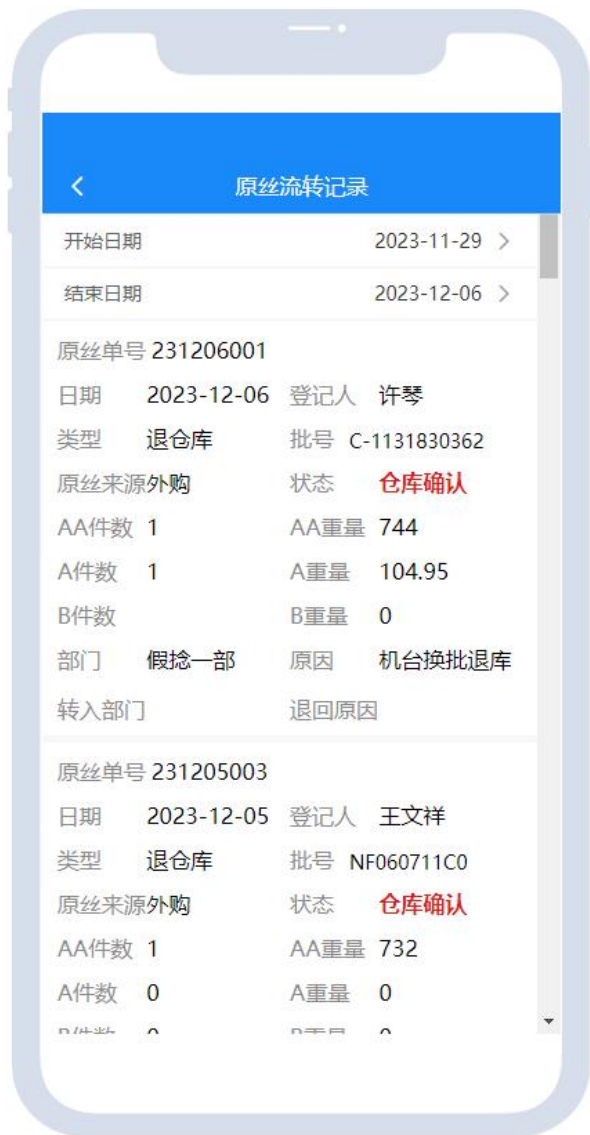 原丝流转记录
开始日期 2023-11-29
结束日期 2023-12-06
原丝单号 231206001
日期 2023-12-06 登记人 许琴
类型 退仓库 批号 C-1131830362
原丝来源外购 状态 仓库确认
AA件数 1 AA重量 744
A件数 1 A重量 104.95
B件数 B重量 0
部门 假捻一部 原因 机台换批退库
转入部门 退回原因
原丝单号 231205003
日期 2023-12-05 登记人 王文祥
类型 退仓库 批号 NF060711C0
原丝来源外购 状态 仓库确认
AA件数 1 AA重量 732
A件数 0 A重量 0